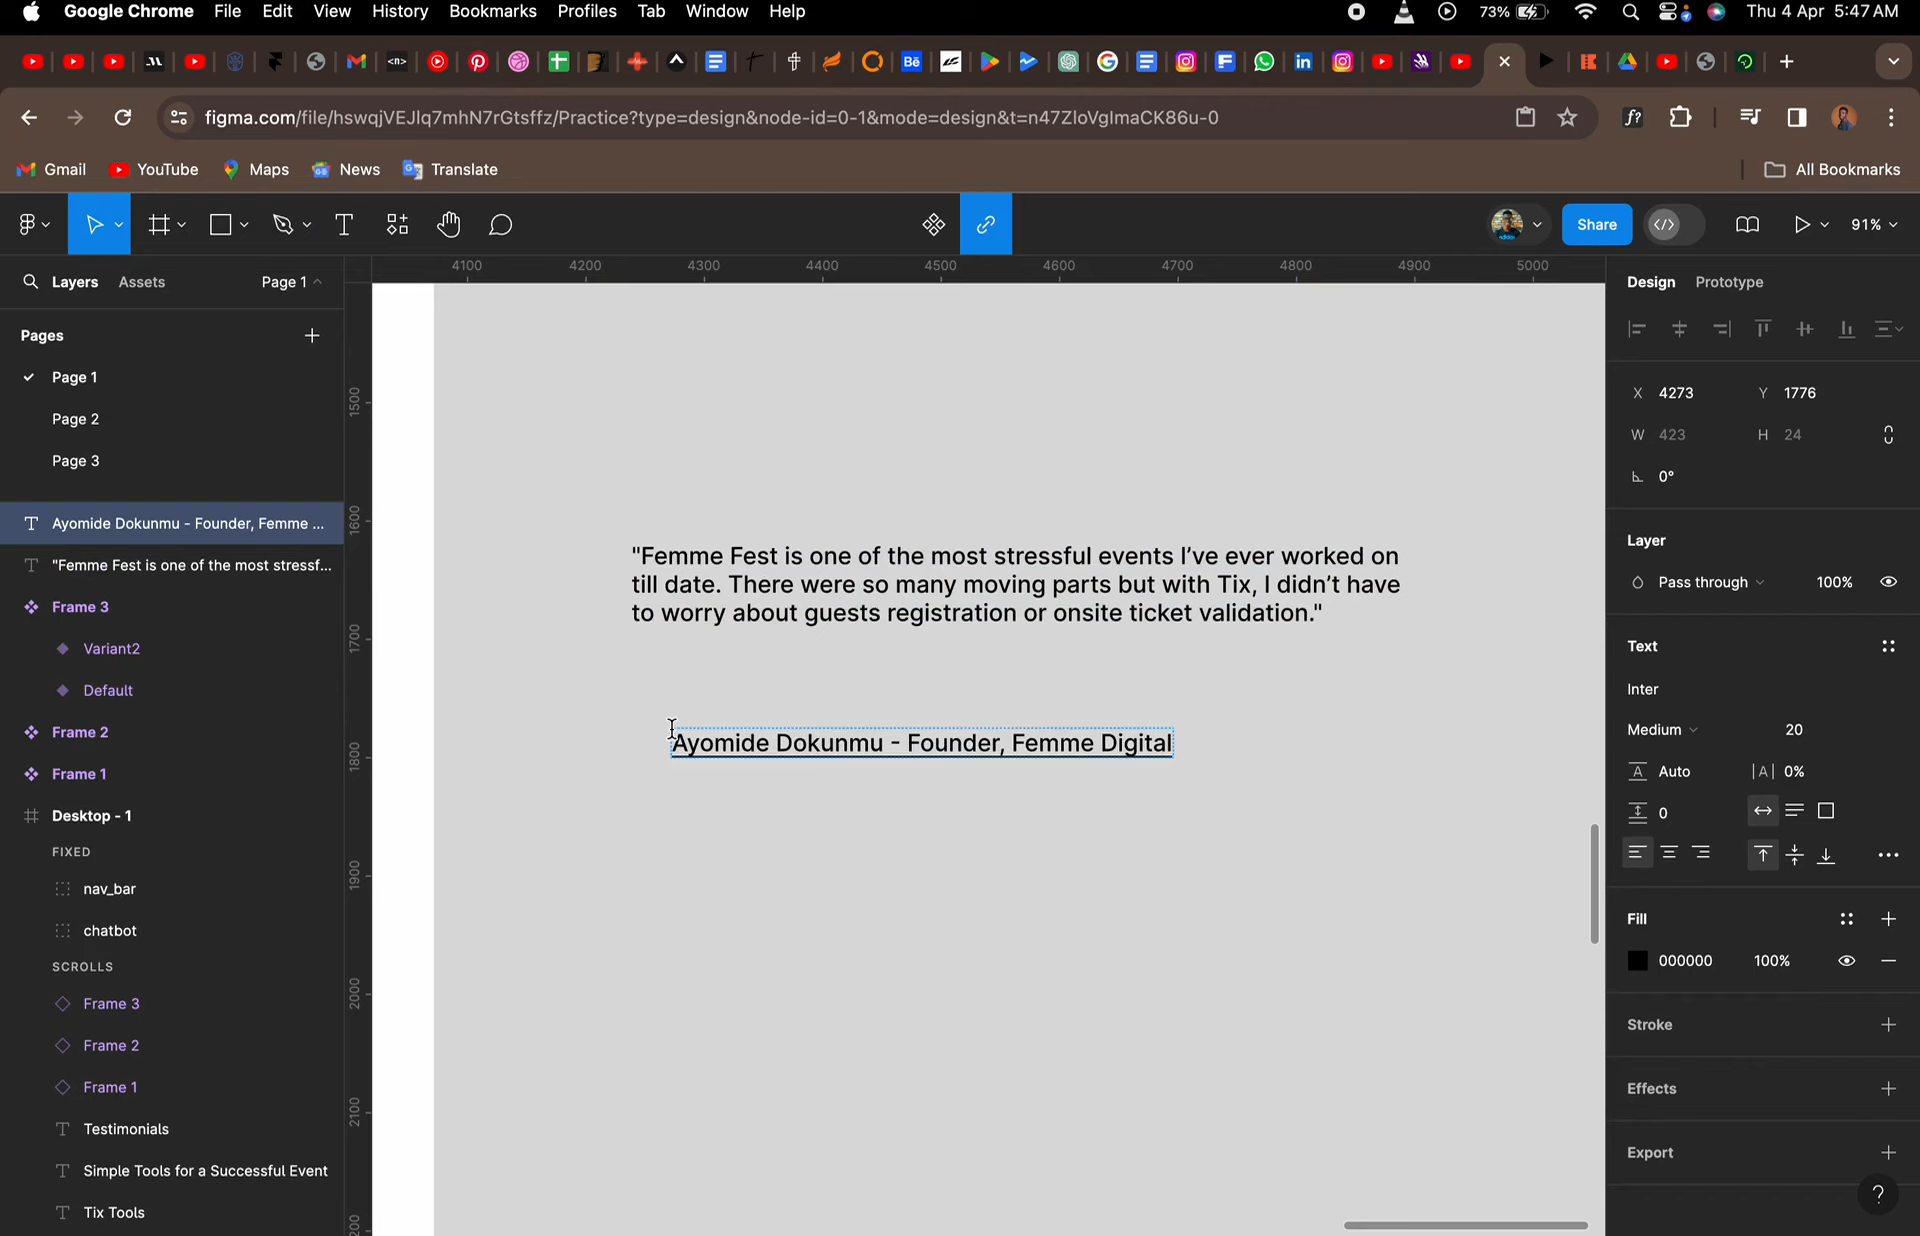 Google Chrome File Edit View History Bookmarks Profiles Tab Window Help 73% Thu 4 Apr 5:47 AM
figma.com/file/hswqjVEJlq7mhN7rGtsffz/Practice?type=design&node-id=0-1&mode=design&t=n47ZloVglmaCK86u-0
Gmail YouTube Maps News Translate All Bookmarks
Share 91%
Layers Assets Page 1
4100 4200 4300 4400 4500 4600 4700 4800 4900 5000
Design Prototype
Pages
Page 1
Page 2
Page 3
X 4273 Y 1776
W 423 H 24
0°
Ayomide Dokunmu - Founder, Femme ...
"Femme Fest is one of the most stressf...
Frame 3
Variant2
Default
Frame 2
Frame 1
Desktop - 1
FIXED
nav_bar
chatbot
SCROLLS
Frame 3
Frame 2
Frame 1
Testimonials
Simple Tools for a Successful Event
Tix Tools
1500
1600
1700
1800
1900
2000
2100
"Femme Fest is one of the most stressful events I've ever worked on
till date. There were so many moving parts but with Tix, I didn't have
to worry about guests registration or onsite ticket validation."
Ayomide Dokunmu - Founder, Femme Digital
Layer
Pass through 100%
Text
Inter
Medium 20
A Auto |A| 0%
0
Fill
000000 100%
Stroke
Effects
Export
?